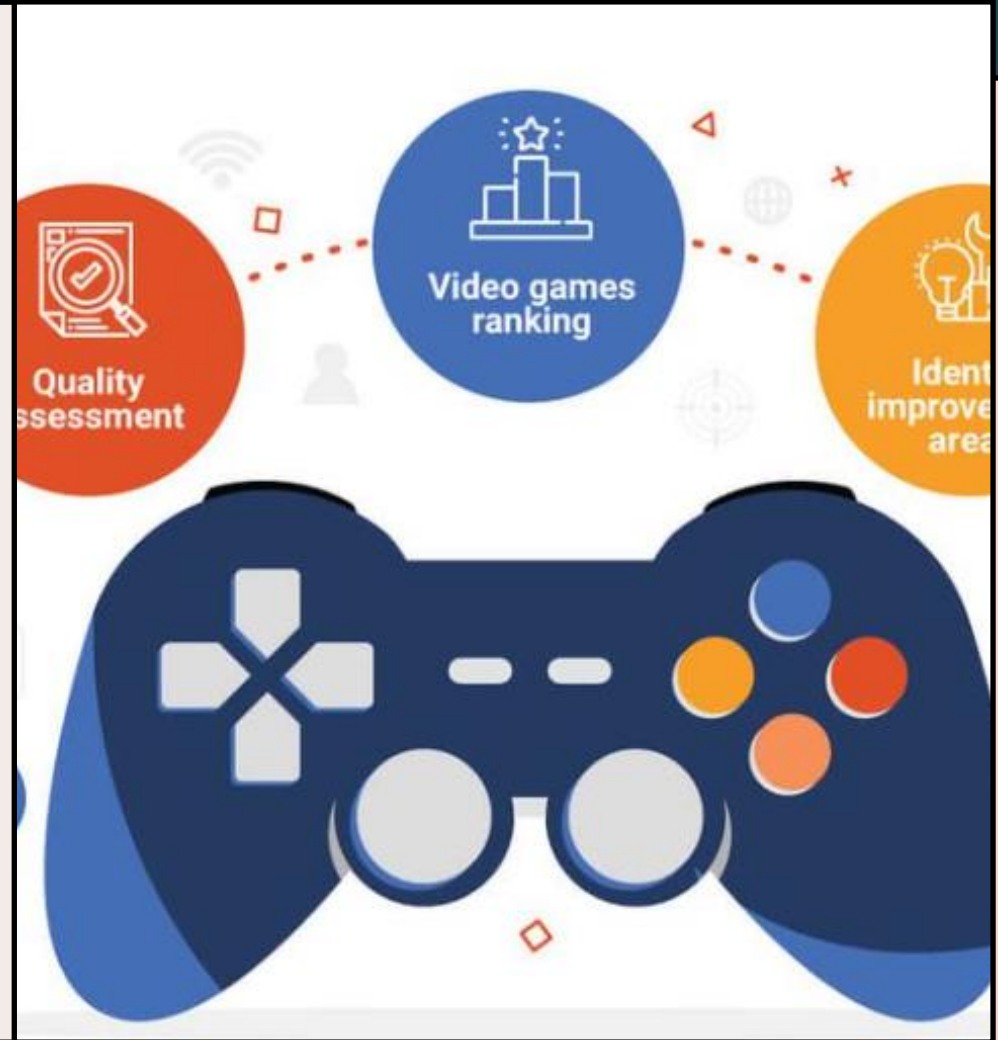 Quality
ssessment
Video games
ranking
Ident
improve
area